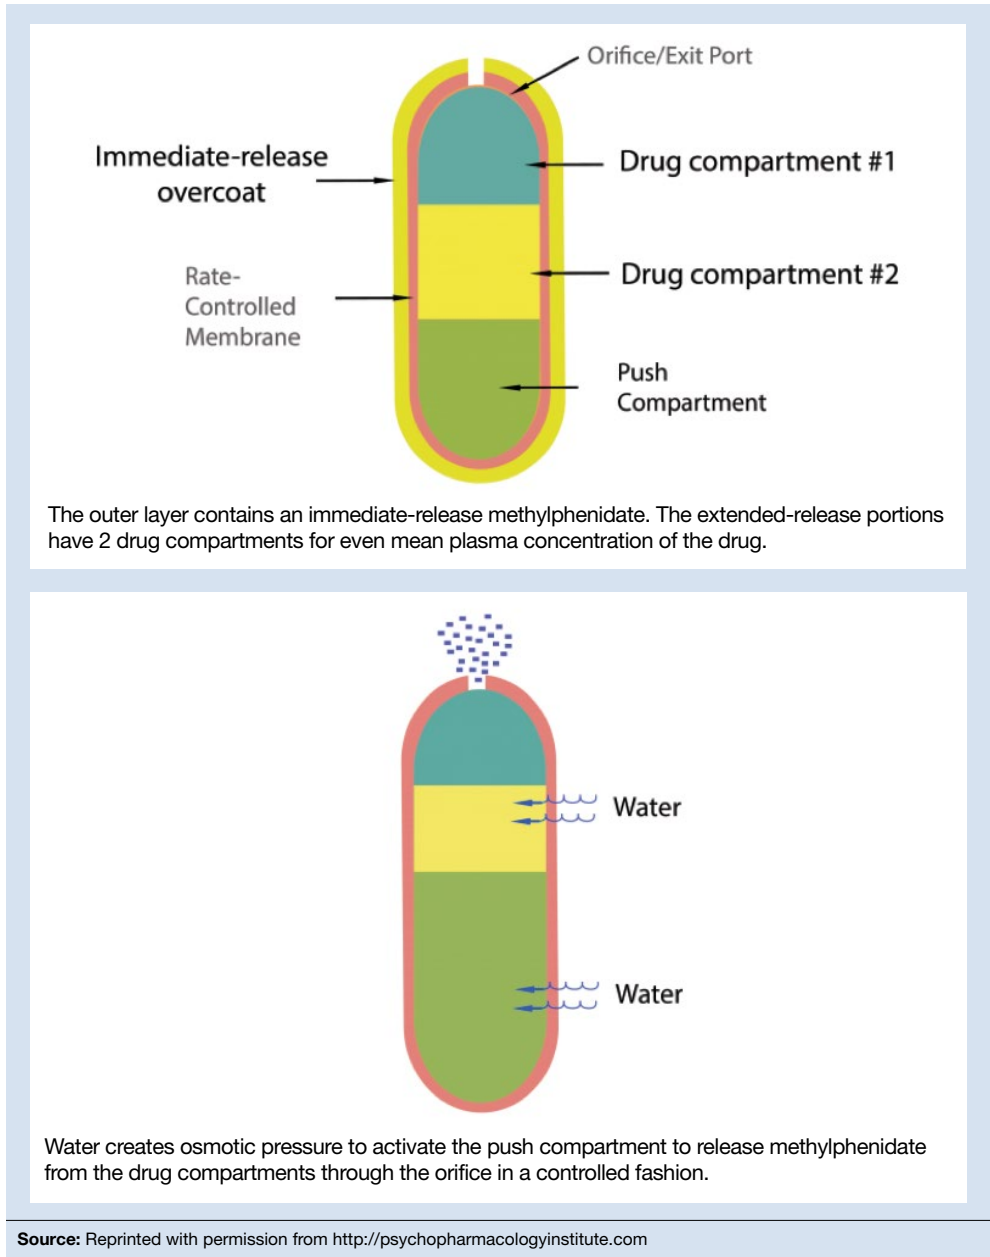 Orifice/Exit Port
Immediate-release
overcoat
Drug compartment #1
Rate-
Controlled
Membrane
Drug compartment #2
Push
Compartment
The outer layer contains an immediate-release methylphenidate. The extended-release portions
have 2 drug compartments for even mean plasma concentration of the drug.
Water
Water
Water creates osmotic pressure to activate the push compartment to release methylphenidate
from the drug compartments through the orifice in a controlled fashion.
Source: Reprinted with permission from http://psychopharmacologyinstitute.com